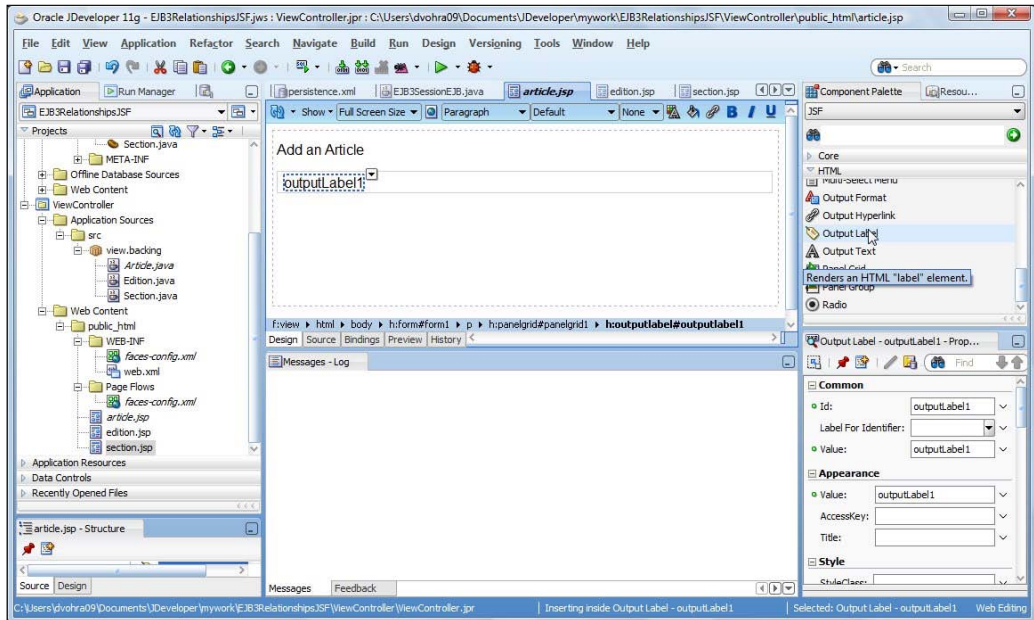 Oracle JDeveloper 11g - EJB3RelationshipsJSF.jws : ViewController.jpr : C:\Users\dvohra09\Documents\JDeveloper\mywork\EJB3RelationshipsJSF\ViewController\public_html\article.jsp
File Edit View Application Refactor Search Navigate Build Run Design Versioning Tools Window Help
Search
Application Run Manager
persistence.xml EJB3SessionEJB.java article.jsp edition.jsp section.jsp
Component Palette Resou...
EJB3RelationshipsJSF
Show Full Screen Size Paragraph Default None B I U
JSF
Projects
Section.java
META-INF
Offline Database Sources
Web Content
ViewController
Application Sources
src
view.backing
Article.java
Edition.java
Section.java
Web Content
public_html
WEB-INF
faces-config.xml
web.xml
Page Flows
faces-config.xml
article.jsp
edition.jsp
section.jsp
Application Resources
Data Controls
Recently Opened Files
article.jsp - Structure
Source Design
Add an Article
outputLabel1
f:view html body h:form#form1 p h:panelgrid#panelgrid1 h:outputlabel#outputlabel1
Design Source Bindings Preview History
Messages - Log
Messages Feedback
Core
HTML
Multi-Select Menu
Output Format
Output Hyperlink
Output Label
Output Text
Panel Grid
Renders an HTML "label" element.
Panel Group
Radio
Output Label - outputLabel1 - Prop...
Find
Common
Id: outputLabel1
Label For Identifier:
Value: outputLabel1
Appearance
Value: outputLabel1
AccessKey:
Title:
Style
StyleClass:
C:\Users\dvohra09\Documents\JDeveloper\mywork\EJB3RelationshipsJSF\ViewController\ViewController.jpr Inserting inside Output Label - outputLabel1 Selected: Output Label - outputLabel1 Web Editing